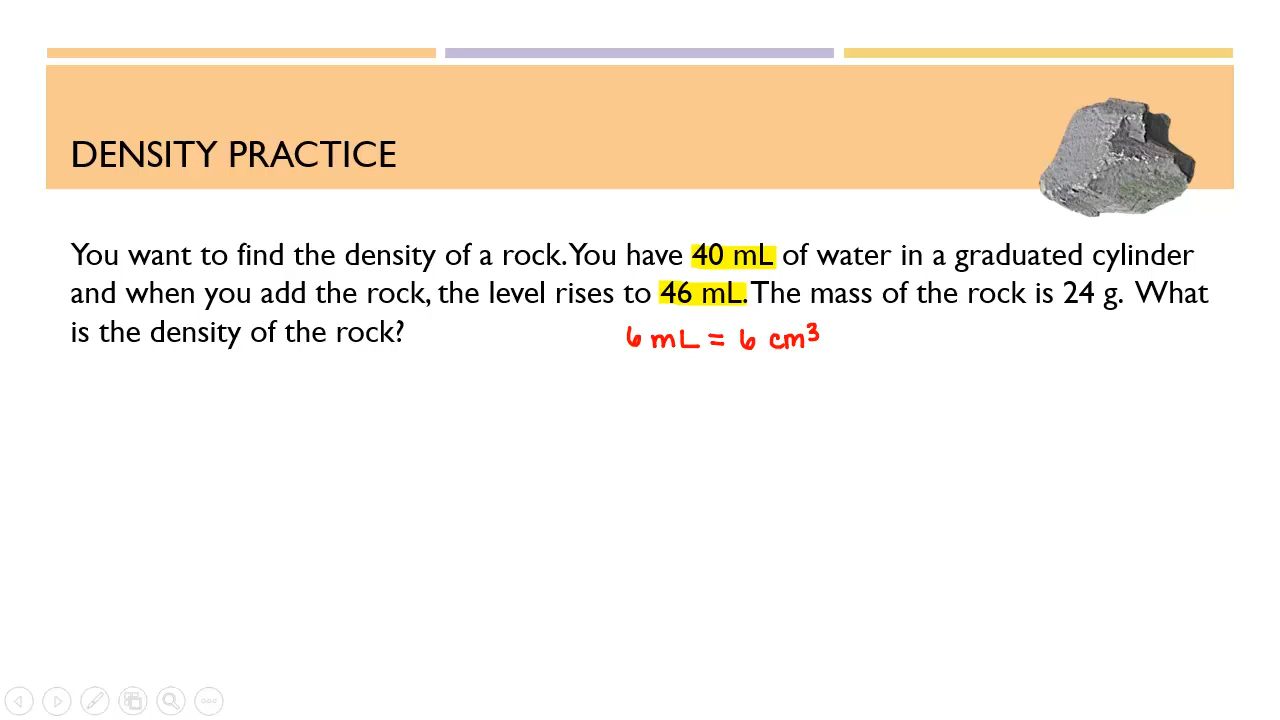 DENSITY PRACTICE
You want to find the density of a rock. You have 40 mL of water in a graduated cylinder
and when you add the rock, the level rises to 46 mL. The mass of the rock is 24 g. What
is the density of the rock?
6 mL = 6 cm³